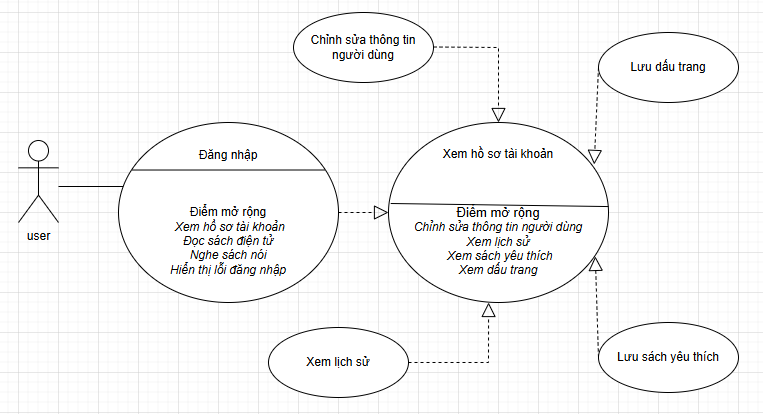 Chỉnh sửa thông tin
người dùng
Lưu dấu trang
Đăng nhập
Điểm mở rộng
Xem hồ sơ tài khoản
Đọc sách điện tử
Nghe sách nói
Hiển thị lỗi đăng nhập
Xem hồ sơ tài khoản
Điểm mở rộng
Chỉnh sửa thông tin người dùng
Xem lịch sử
Xem sách yêu thích
Xem dấu trang
user
Xem lịch sử
Lưu sách yêu thích